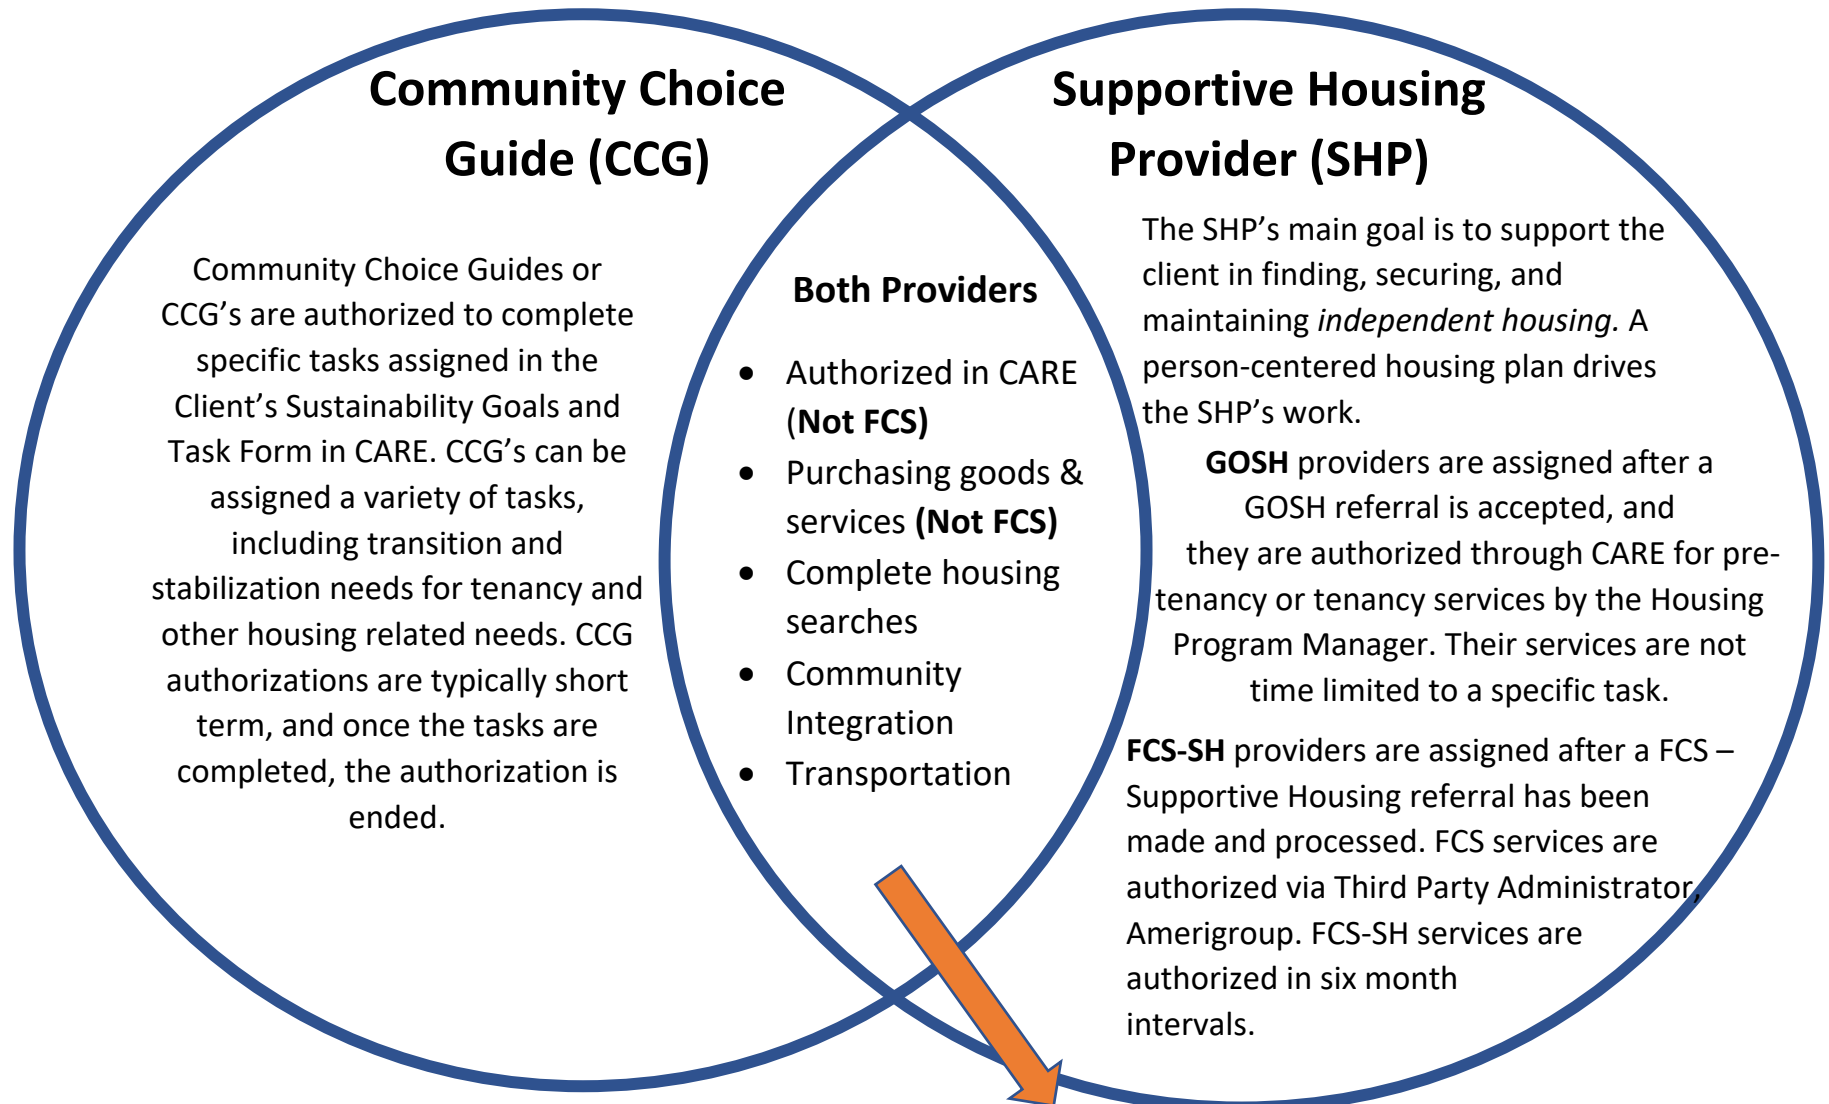 Community Choice
Guide (CCG)
Community Choice Guides or
CCG’s are authorized to complete
specific tasks assigned in the
Client’s Sustainability Goals and
Task Form in CARE. CCG’s can be
assigned a variety of tasks,
including transition and
stabilization needs for tenancy and
other housing related needs. CCG
authorizations are typically short
term, and once the tasks are
completed, the authorization is
ended.
Both Providers
• Authorized in CARE
(Not FCS)
• Purchasing goods &
services (Not FCS)
• Complete housing
searches
• Community
Integration
• Transportation
Supportive Housing
Provider (SHP)
The SHP’s main goal is to support the
client in finding, securing, and
maintaining independent housing. A
person-centered housing plan drives
the SHP’s work.
GOSH providers are assigned after a
GOSH referral is accepted, and
they are authorized through CARE for pre-
tenancy or tenancy services by the Housing
Program Manager. Their services are not
time limited to a specific task.
FCS-SH providers are assigned after a FCS –
Supportive Housing referral has been
made and processed. FCS services are
authorized via Third Party Administrator,
Amerigroup. FCS-SH services are
authorized in six month
intervals.